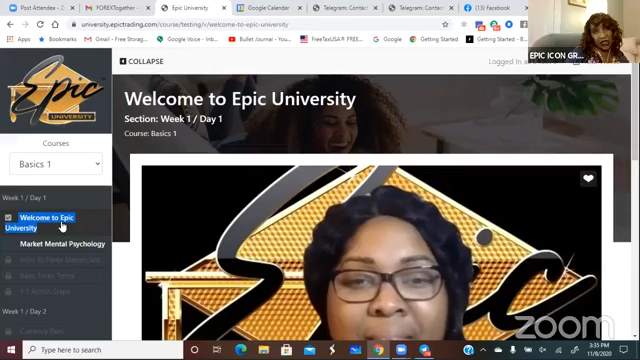 Post Attendee -
FOREXTogether -
Epic University
Google Calendar
Telegram: Contact
Telegram: Contact
(13) Facebook
university.epictrading.com/course/testing/v/welcome-to-epic-university
Apps
Gmail - Free Storag...
Google Voice - Inb...
Bullet Journal - Yo...
FreeTaxUSA® FREE...
Google
Getting Started
Getting Started
COLLAPSE
Logged in
EPIC ICON GR...
Epic
UNIVERSITY
Courses
Basics 1
Welcome to Epic University
Section: Week 1 / Day 1
Course: Basics 1
Week 1 / Day 1
Welcome to Epic
University
Market Mental Psychology
Intro To Forex Masterclass
Basic Forex Terms
1:1 Action Steps
Week 1 / Day 2
Currency Pairs
zoom
Type here to search
3:35 PM
11/8/2020